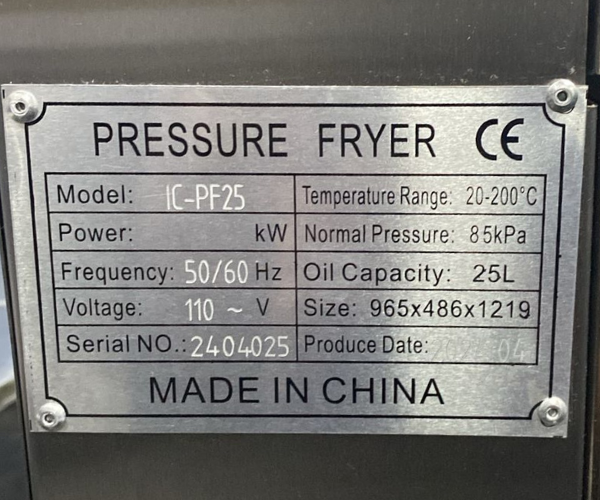 PRESSURE FRYER CE
Model: IC-PF25 Temperature Range: 20-200°C
Power: kW Normal Pressure: 85kPa
Frequency: 50/60 Hz Oil Capacity: 25L
Voltage: 110 ~ V Size: 965x486x1219
Serial NO.: 2404025 Produce Date:
MADE IN CHINA